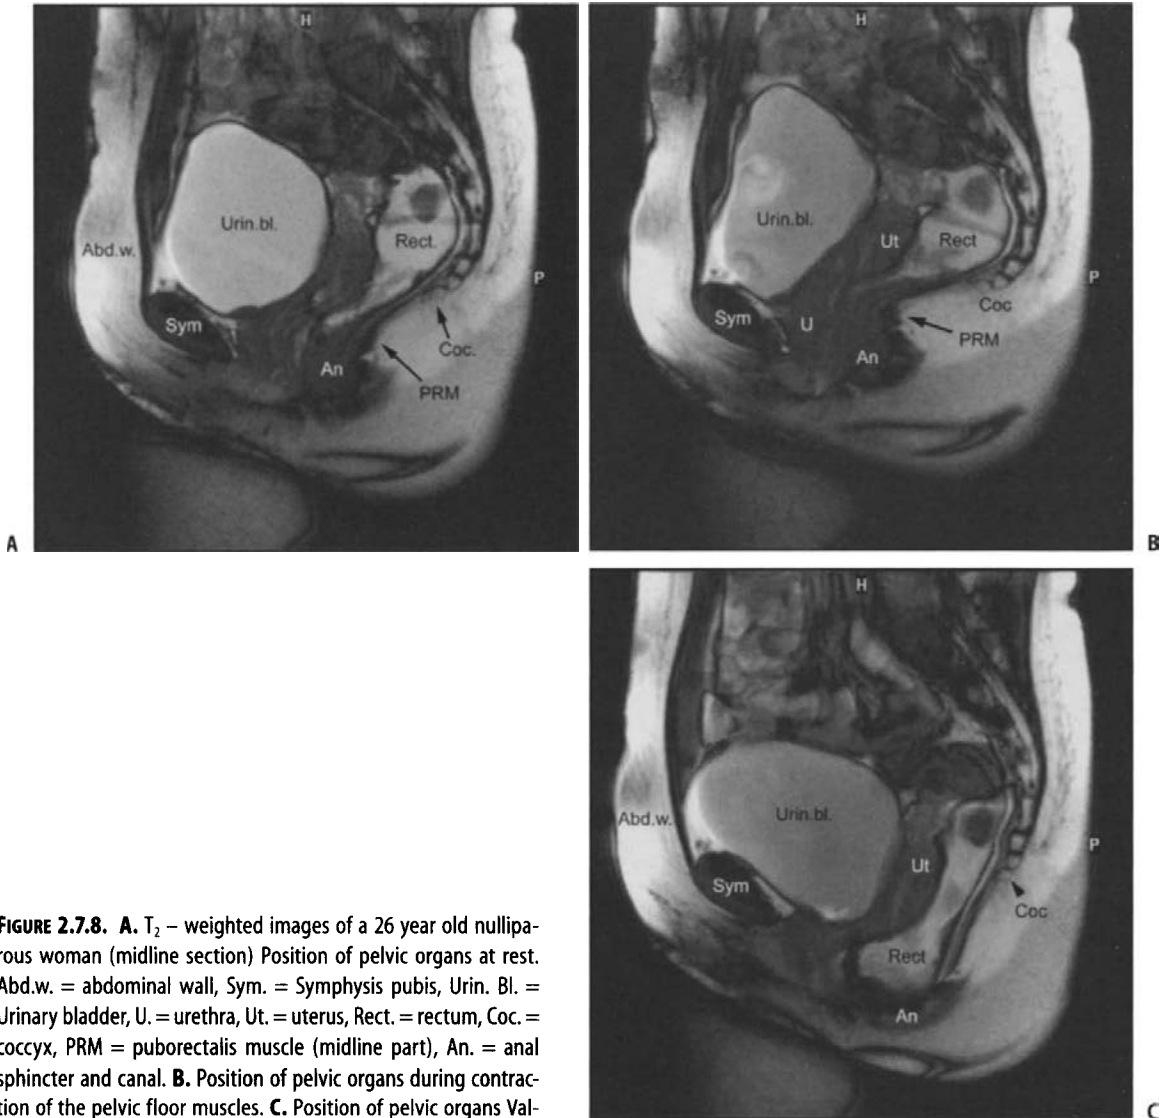 H
Urin.bl.
Abd.w.
Rect.
P
Sym
Coc.
An
PRM
A
H
Urin.bl.
Ut
Rect
P
Coc
Sym
U
PRM
An
B
H
Urin.bl.
Abd.w.
P
Ut
Sym
Coc
Rect
An
C
FIGURE 2.7.8. A. T2 – weighted images of a 26 year old nullipa-
rous woman (midline section) Position of pelvic organs at rest.
Abd.w. = abdominal wall, Sym. = Symphysis pubis, Urin. Bl. =
Urinary bladder, U. = urethra, Ut. = uterus, Rect. = rectum, Coc. =
coccyx, PRM = puborectalis muscle (midline part), An. = anal
sphincter and canal. B. Position of pelvic organs during contrac-
tion of the pelvic floor muscles. C. Position of pelvic organs Val-